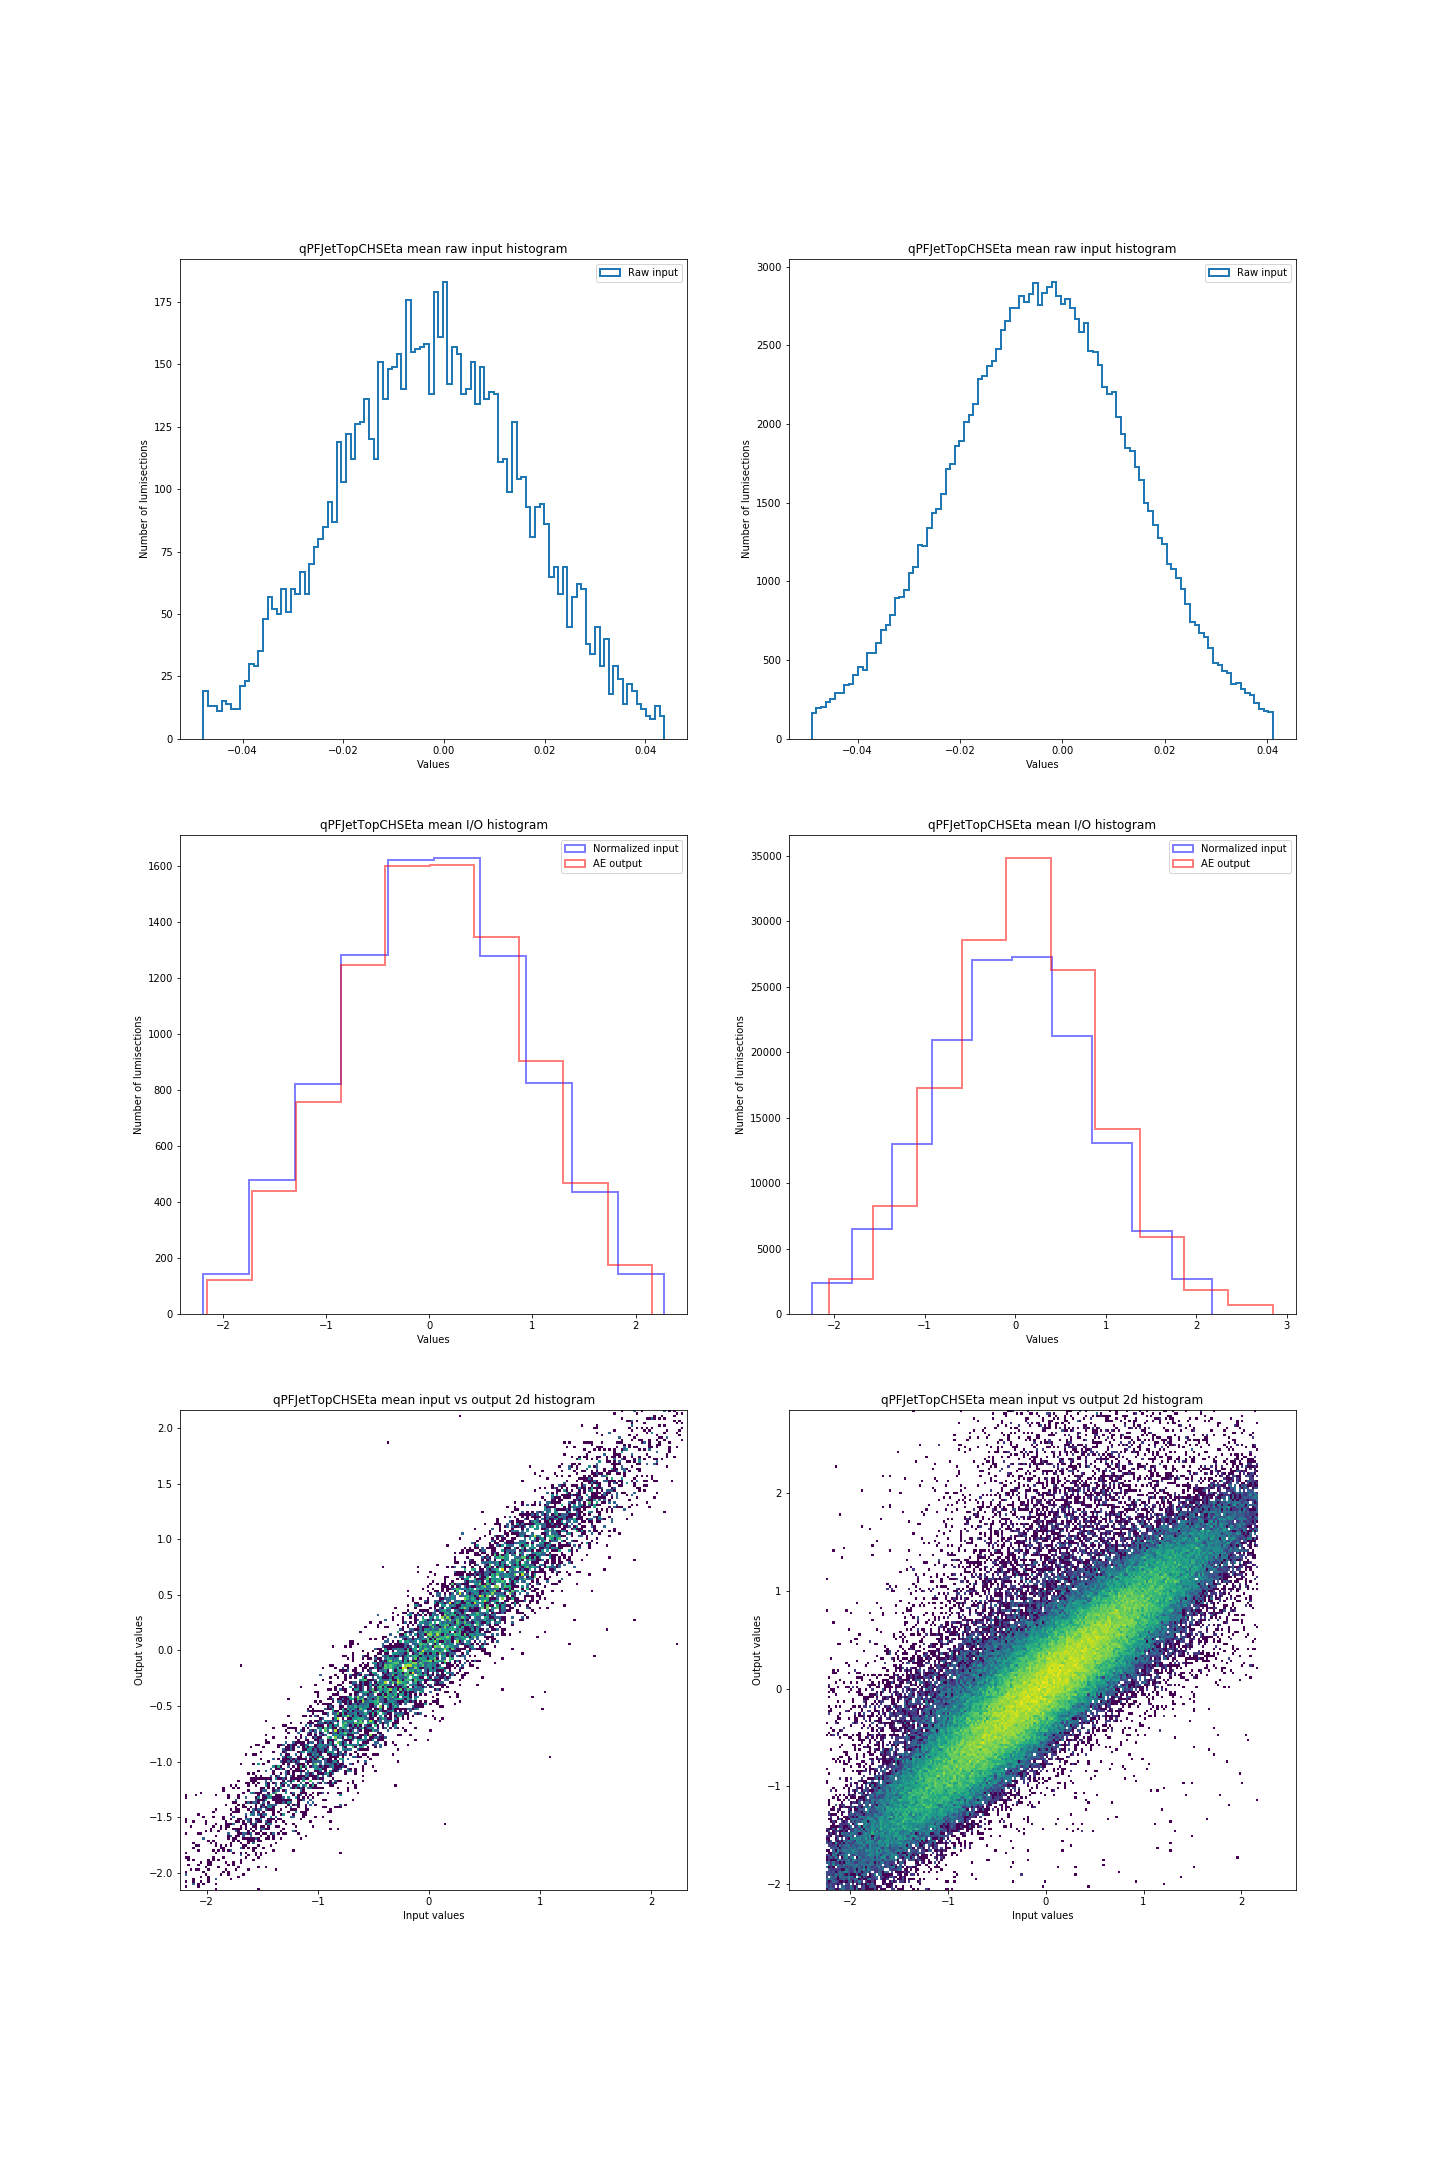 qPFJetTopCHSEta mean raw input histogram
Raw input
Number of lumisections
175
150
125
100
75
50
25
0
−0.04 −0.02 0.00 0.02 0.04
Values
qPFJetTopCHSEta mean raw input histogram
Raw input
Number of lumisections
3000
2500
2000
1500
1000
500
0
−0.04 −0.02 0.00 0.02 0.04
Values
qPFJetTopCHSEta mean I/O histogram
Normalized input
AE output
Number of lumisections
1600
1400
1200
1000
800
600
400
200
0
−2 −1 0 1 2
Values
qPFJetTopCHSEta mean I/O histogram
Normalized input
AE output
Number of lumisections
35000
30000
25000
20000
15000
10000
5000
0
−2 −1 0 1 2 3
Values
qPFJetTopCHSEta mean input vs output 2d histogram
Output values
2.0
1.5
1.0
0.5
0.0
−0.5
−1.0
−1.5
−2.0
−2 −1 0 1 2
Input values
qPFJetTopCHSEta mean input vs output 2d histogram
Output values
2
1
0
−1
−2
−2 −1 0 1 2
Input values